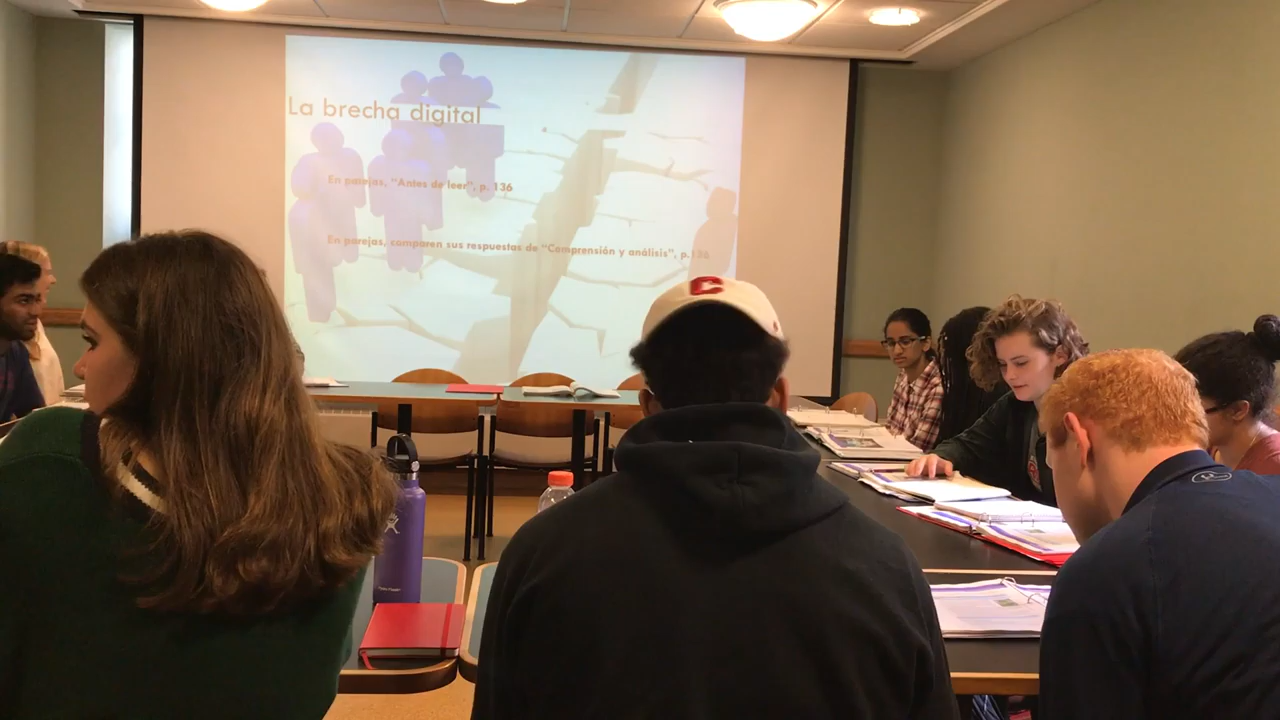 La brecha digital
En parejas, “Antes de leer”, p. 136
En parejas, comparen sus respuestas de “Comprensión y análisis”, p.136
C